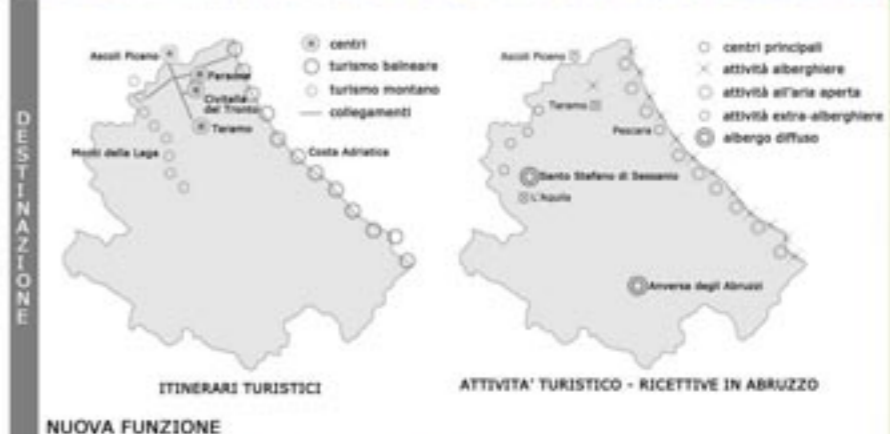 DESTINAZIONE
Ascoli Piceno
Faraone
Civitella
del Tronto
Teramo
Monti della Laga
Costa Adriatica
centri
turismo balneare
turismo montano
collegamenti
ITINERARI TURISTICI
Ascoli Piceno
Teramo
Pescara
Santo Stefano di Sessanio
L'Aquila
Anversa degli Abruzzi
centri principali
attività alberghiere
attività all'aria aperta
attività extra-alberghiere
albergo diffuso
ATTIVITA' TURISTICO - RICETTIVE IN ABRUZZO
NUOVA FUNZIONE